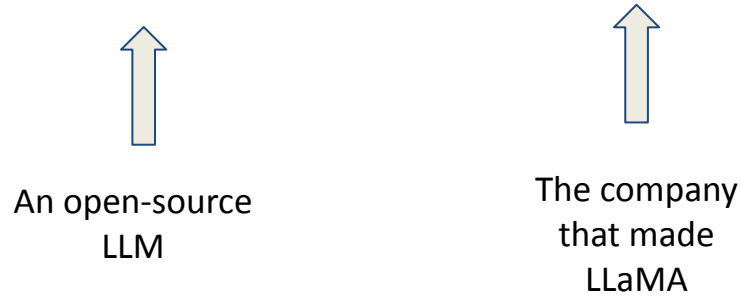 An open-source
LLM
The company
that made
LLaMA